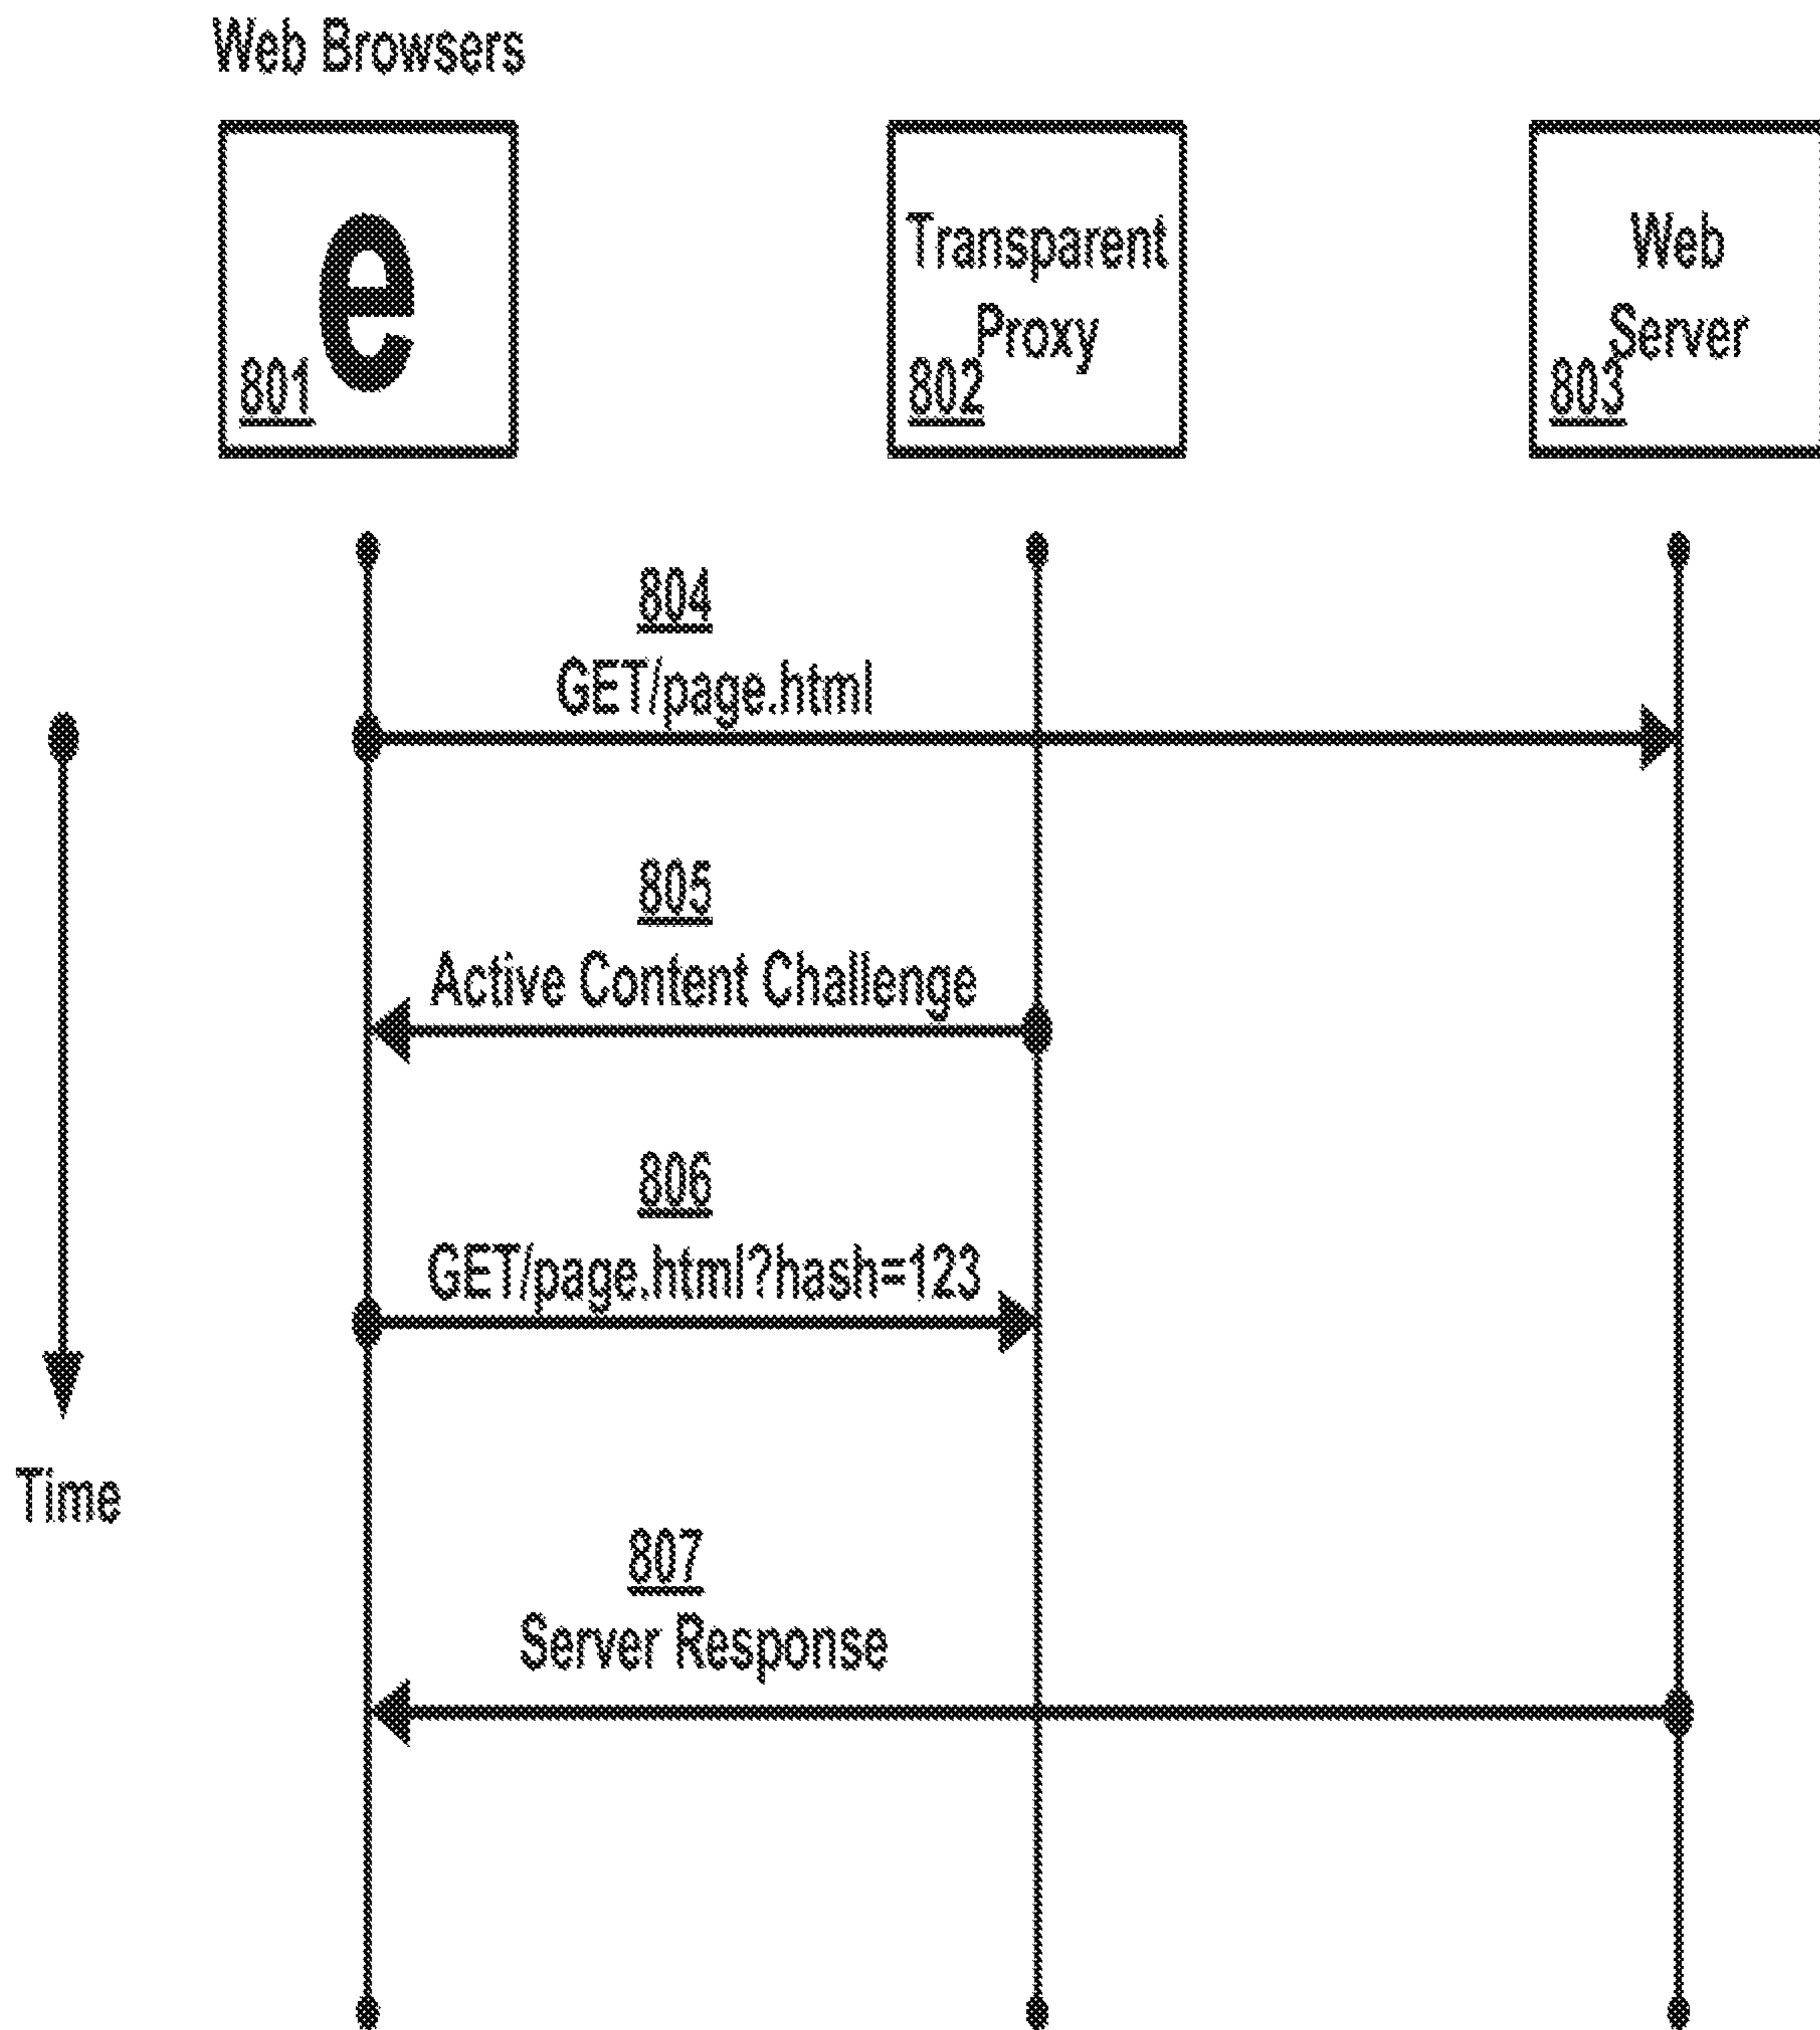 Web Browsers
e
801
Transparent
Proxy
802
Web
Server
803
804
GET/page.html
805
Active Content Challenge
806
GET/page.html?hash=123
Time
807
Server Response